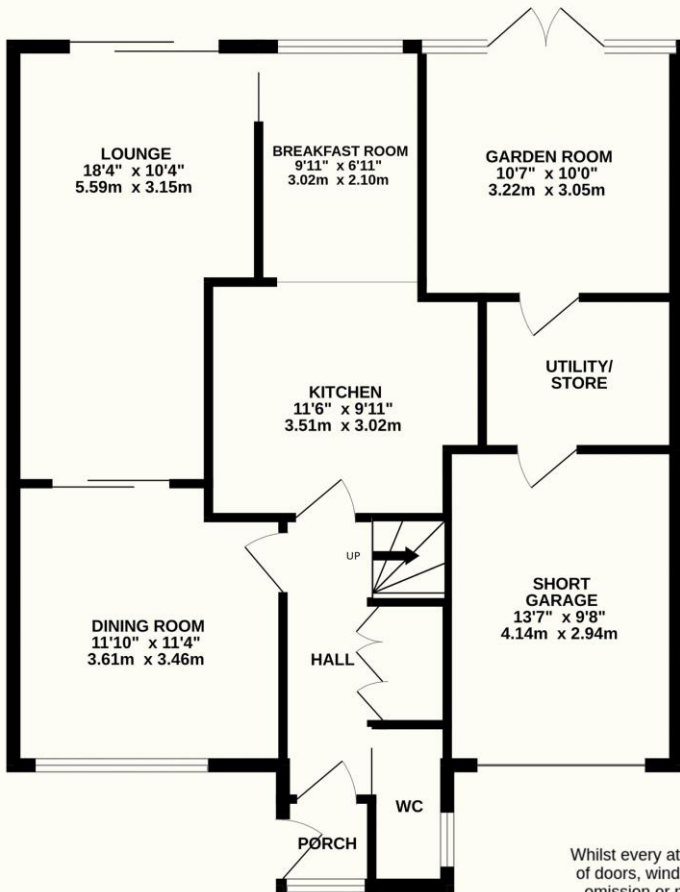 LOUNGE
18'4" x 10'4"
5.59m x 3.15m
BREAKFAST ROOM
9'11" x 6'11"
3.02m x 2.10m
GARDEN ROOM
10'7" x 10'0"
3.22m x 3.05m
UTILITY/
STORE
KITCHEN
11'6" x 9'11"
3.51m x 3.02m
UP
SHORT
GARAGE
13'7" x 9'8"
4.14m x 2.94m
DINING ROOM
11'10" x 11'4"
3.61m x 3.46m
HALL
WC
PORCH
Whilst every
of doors,
omission or